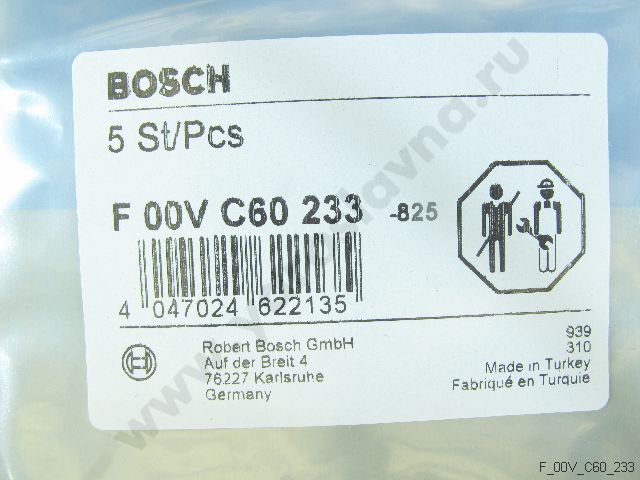 BOSCH
5 St/Pcs
F 00V C60 233 -825
4 047024 622135
Robert Bosch GmbH
Auf der Breit 4
76227 Karlsruhe
Germany
939
310
Made in Turkey
Fabriqué en Turquie
F_00V_C60_233